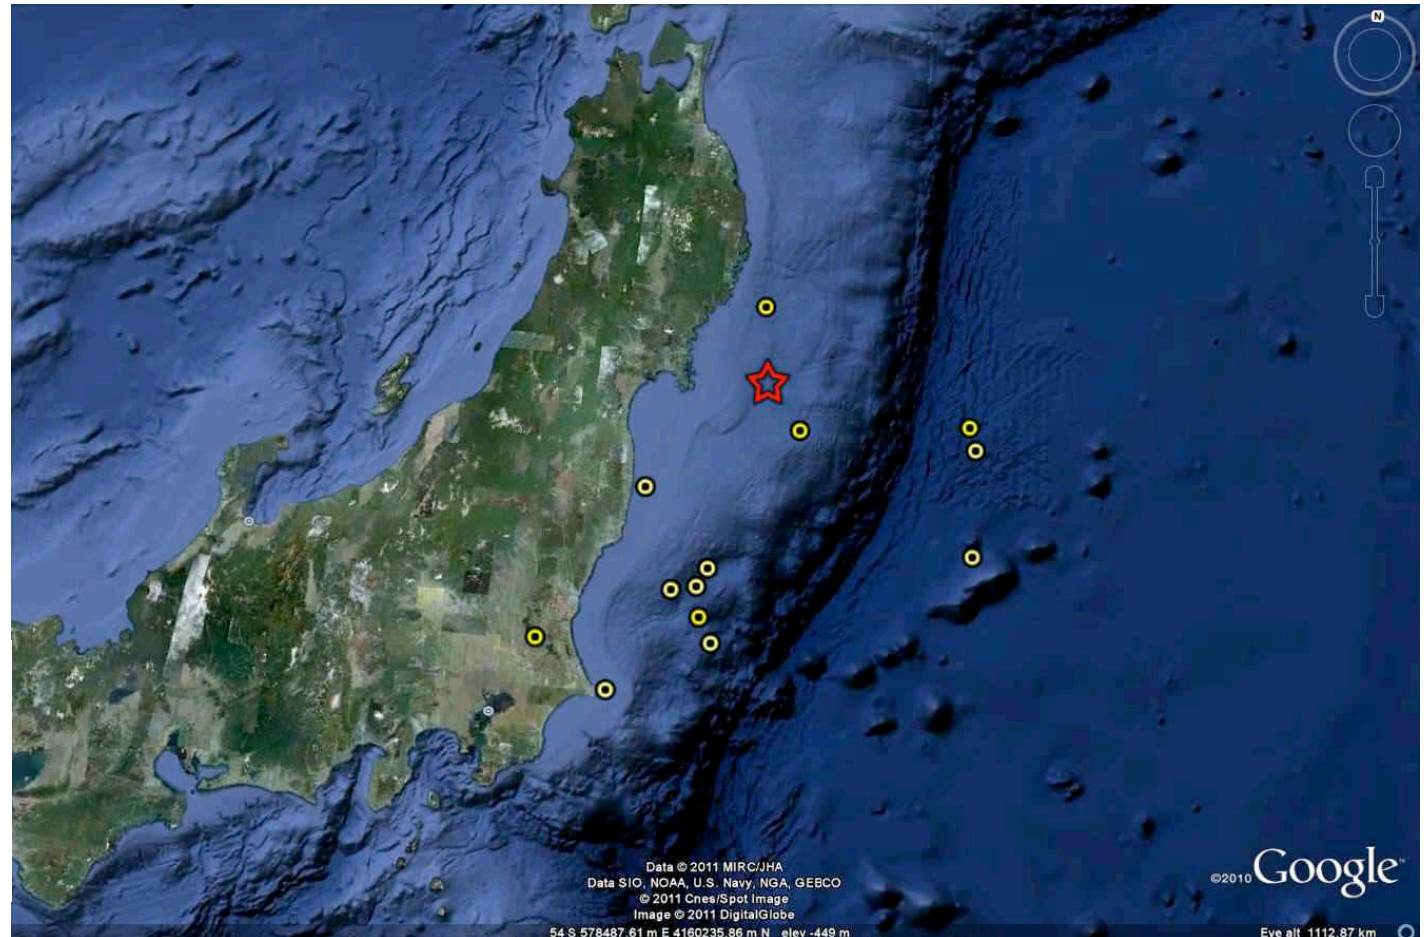 N
Data © 2011 MIRC/JHA
Data SIO, NOAA, U.S. Navy, NGA, GEBCO
© 2011 Cnes/Spot Image
Image © 2011 DigitalGlobe
©2010 Google™
54 S 578487.61 m E 4160235.86 m N elev -449 m
Eye alt 1112.87 km